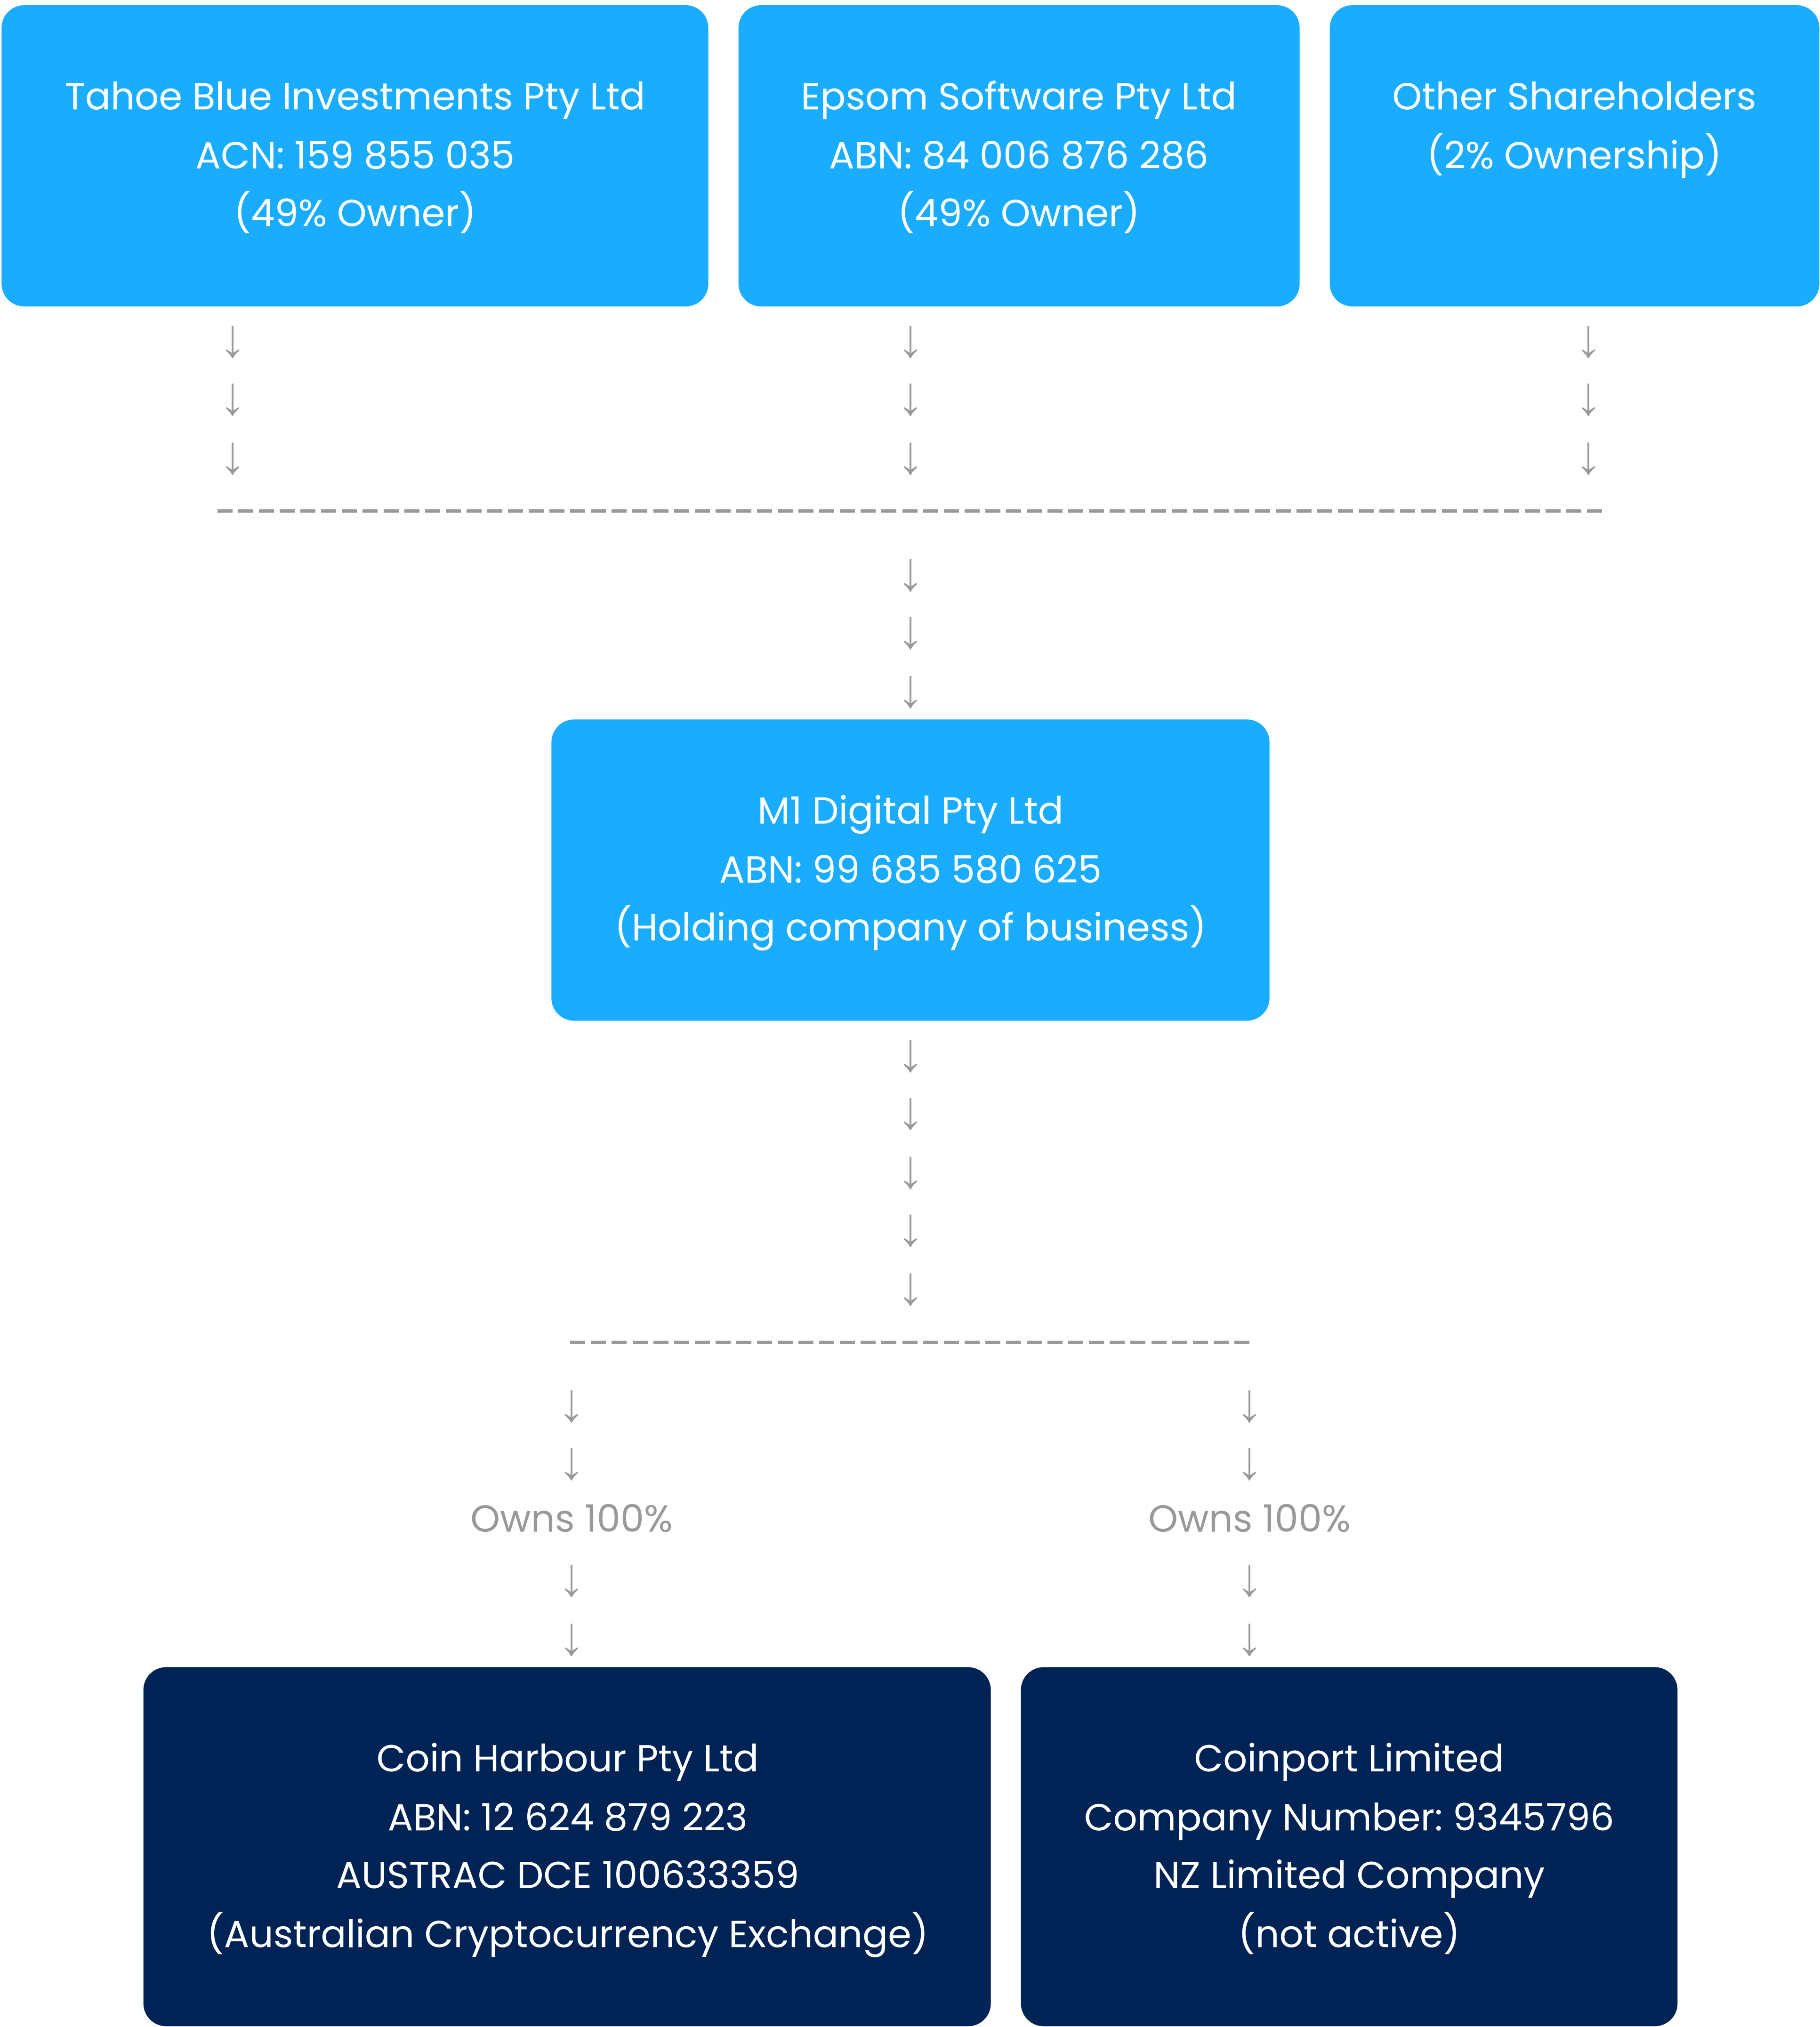 Tahoe Blue Investments Pty Ltd
ACN: 159 855 035
(49% Owner)
Epsom Software Pty Ltd
ABN: 84 006 876 286
(49% Owner)
Other Shareholders
(2% Ownership)
M1 Digital Pty Ltd
ABN: 99 685 580 625
(Holding company of business)
Owns 100%
Owns 100%
Coin Harbour Pty Ltd
ABN: 12 624 879 223
AUSTRAC DCE 100633359
(Australian Cryptocurrency Exchange)
Coinport Limited
Company Number: 9345796
NZ Limited Company
(not active)